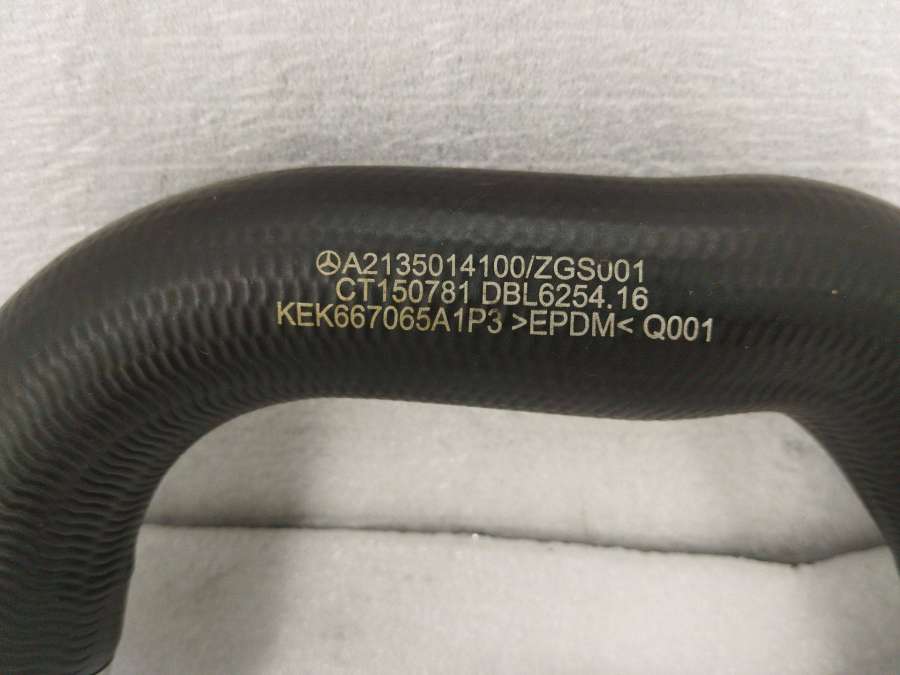 A2135014100/ZGS001
CT150781 DBL6254.16
KEK667065A1P3 >EPDM< Q001